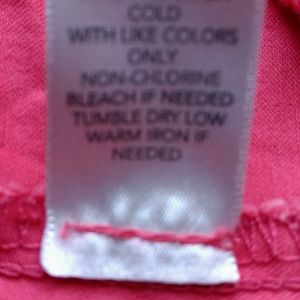 COLD
WITH LIKE COLORS
ONLY
NON-CHLORINE
BLEACH IF NEEDED
TUMBLE DRY LOW
WARM IRON IF
NEEDED